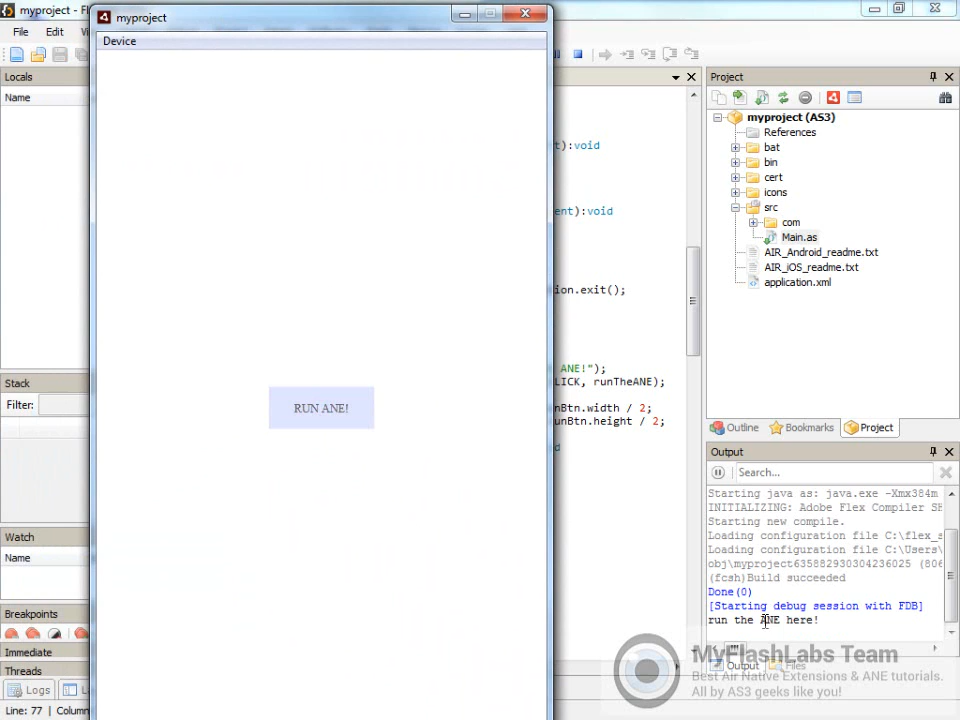 myproject - Fl
myproject
File Edit Vi
Device
Locals
Name
Project
myproject (AS3)
References
bat
bin
cert
icons
src
com
Main.as
AIR_Android_readme.txt
AIR_iOS_readme.txt
application.xml
t):void
ent):void
ion.exit();
ANE!");
LICK, runTheANE);
nBtn.width / 2;
unBtn.height / 2;
d
RUN ANE!
Stack
Filter:
Watch
Name
Breakpoints
Immediate
Threads
Logs
Line: 77 Column
Outline Bookmarks Project
Output
Search...
Starting java as: java.exe -Xmx384m
INITIALIZING: Adobe Flex Compiler SH
Starting new compile.
Loading configuration file C:\flex_s
Loading configuration file C:\Users\
obj\myproject635882930304236025 (806
(fcsh)Build succeeded
Done(0)
[Starting debug session with FDB]
run the ANE here!
Output Files
MyFlashLabs Team
Best Air Native Extensions & ANE tutorials.
All by AS3 geeks like you!